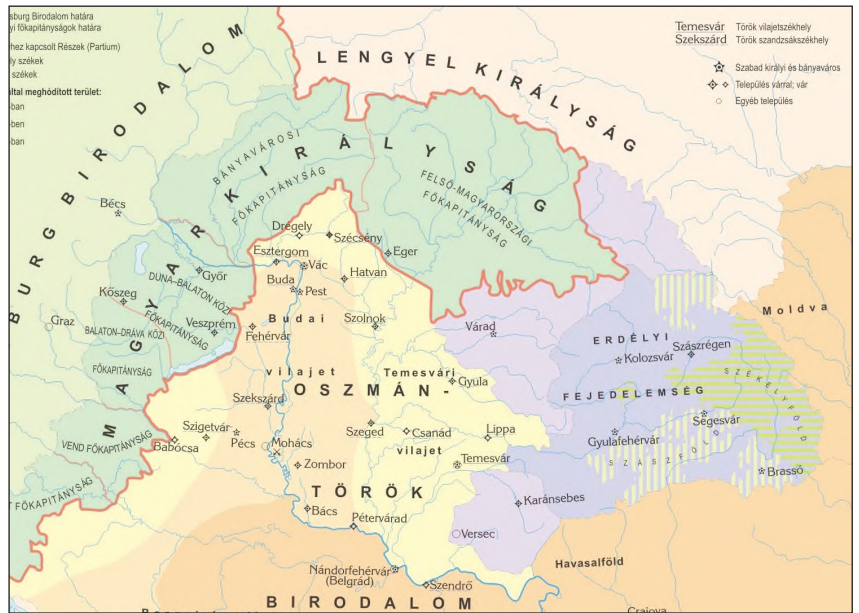 sburg Birodalom határa
yi főkapitányságok határa
hez kapcsolt Részek (Partium)
ly székek
székek
által meghódított terület:
-ban
-ben
-ban
Temesvár Török vilajetszékhely
Szekszárd Török szandzsákszékhely
Szabad királyi és bányaváros
Település várral; vár
Egyéb település
LENGYEL KIRÁLYSÁG
BURG BIRODALOM
MAGYAR KIRÁLYSÁG
BÁNYAVÁROSI
FŐKAPITÁNYSÁG
FELSŐ-MAGYARORSZÁGI
FŐKAPITÁNYSÁG
Bécs
Drégely
Szécsény
Eger
Esztergom
Vác
Hatvan
Győr
DUNA–BALATON KÖZI
FŐKAPITÁNYSÁG
Buda
Pest
Kőszeg
Graz
Veszprém
BALATON–DRÁVA KÖZI
FŐKAPITÁNYSÁG
Fehérvár
Budai
vilajet
Szolnok
Várad
Moldva
ERDÉLYI
FEJEDELEMSÉG
Szászrégen
Kolozsvár
SZÉKELYFÖLD
Temesvári
vilajet
Gyula
OSZMÁN-
TÖRÖK
BIRODALOM
Szekszárd
Segesvár
Szigetvár
Szeged
Csanád
Lippa
Gyulafehérvár
SZÁSZFÖLD
VEND FŐKAPITÁNYSÁG
Babócsa
Pécs
Mohács
Zombor
Temesvár
Brassó
T FŐKAPITÁNYSÁG
Bács
Pétervárad
Karánsebes
Versec
Nándorfehérvár
(Belgrád)
Szendrő
Havasalföld
Craiova